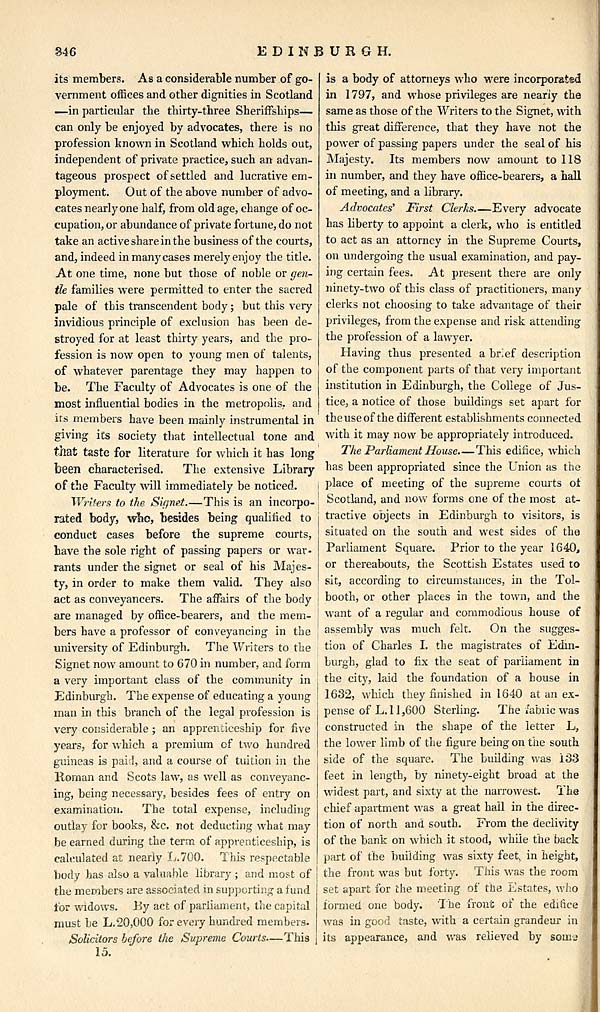 346
EDINBURGH.
its members. As a considerable number of go-
vernment offices and other dignities in Scotland
—in particular the thirty-three Sheriffships—
can only be enjoyed by advocates, there is no
profession known in Scotland which holds out,
independent of private practice, such an advan-
tageous prospect of settled and lucrative em-
ployment. Out of the above number of advo-
cates nearly one half, from old age, change of oc-
cupation, or abundance of private fortune, do not
take an active share in the business of the courts,
and, indeed in many cases merely enjoy the title.
At one time, none but those of noble or gen-
tle families were permitted to enter the sacred
pale of this transcendent body; but this very
invidious principle of exclusion has been de-
stroyed for at least thirty years, and the pro-
fession is now open to young men of talents,
of whatever parentage they may happen to
be. The Faculty of Advocates is one of the
most influential bodies in the metropolis, and
its members have been mainly instrumental in
giving its society that intellectual tone and
that taste for literature for which it has long
been characterised. The extensive Library
of the Faculty will immediately be noticed.
Writers to the Signet.—This is an incorpo-
rated body, who, besides being qualified to
conduct cases before the supreme courts,
have the sole right of passing papers or war-
rants under the signet or seal of his Majes-
ty, in order to make them valid. They also
act as conveyancers. The affairs of the body
are managed by office-bearers, and the mem-
bers have a professor of conveyancing in the
university of Edinburgh. The Writers to the
Signet now amount to 670 in number, and form
a very important class of the community in
Edinburgh. The expense of educating a young
man in this branch of the legal profession is
very considerable; an apprenticeship for five
years, for which a premium of two hundred
guineas is paid, and a course of tuition in the
Roman and Scots law, as well as conveyanc-
ing, being necessary, besides fees of entry on
examination. The total expense, including
outlay for books, &c. not deducting what may
be earned during the term of apprenticeship, is
calculated at nearly L.700. This respectable
body has also a valuable library; and most of
the members are associated in supporting a fund
for widows. By act of parliament, the capital
must be L.20,000 for every hundred members.
Solicitors before the Supreme Courts.—This
15.
is a body of attorneys who were incorporated
in 1797, and whose privileges are nearly the
same as those of the Writers to the Signet, with
this great difference, that they have not the
power of passing papers under the seal of his
Majesty. Its members now amount to 118
in number, and they have office-bearers, a hall
of meeting, and a library.
Advocates' First Clerks.—Every advocate
has liberty to appoint a clerk, who is entitled
to act as an attorney in the Supreme Courts,
on undergoing the usual examination, and pay-
ing certain fees. At present there are only
ninety-two of this class of practitioners, many
clerks not choosing to take advantage of their
privileges, from the expense and risk attending
the profession of a lawyer.
Having thus presented a brief description
of the component parts of that very important
institution in Edinburgh, the College of Jus-
tice, a notice of those buildings set apart for
the use of the different establishments connected
with it may now be appropriately introduced.
The Parliament House.—This edifice, which
has been appropriated since the Union as the
place of meeting of the supreme courts of
Scotland, and now forms one of the most at-
tractive objects in Edinburgh to visitors, is
situated on the south and west sides of the
Parliament Square. Prior to the year 1640,
or thereabouts, the Scottish Estates used to
sit, according to circumstances, in the Tol-
booth, or other places in the town, and the
want of a regular and commodious house of
assembly was much felt. On the sugges-
tion of Charles I. the magistrates of Edin-
burgh, glad to fix the seat of parliament in
the city, laid the foundation of a house in
1632, which they finished in 1640 at an ex-
pense of L.11,600 Sterling. The fabric was
constructed in the shape of the letter L,
the lower limb of the figure being on the south
side of the square. The building was 133
feet in length, by ninety-eight broad at the
widest part, and sixty at the narrowest. The
chief apartment was a great hall in the direc-
tion of north and south. From the declivity
of the bank on which it stood, while the back
part of the building was sixty feet, in height,
the front was but forty. This was the room
set apart for the meeting of the Estates, who
formed one body. The front of the edifice
was in good taste, with a certain grandeur in
its appearance, and was relieved by some